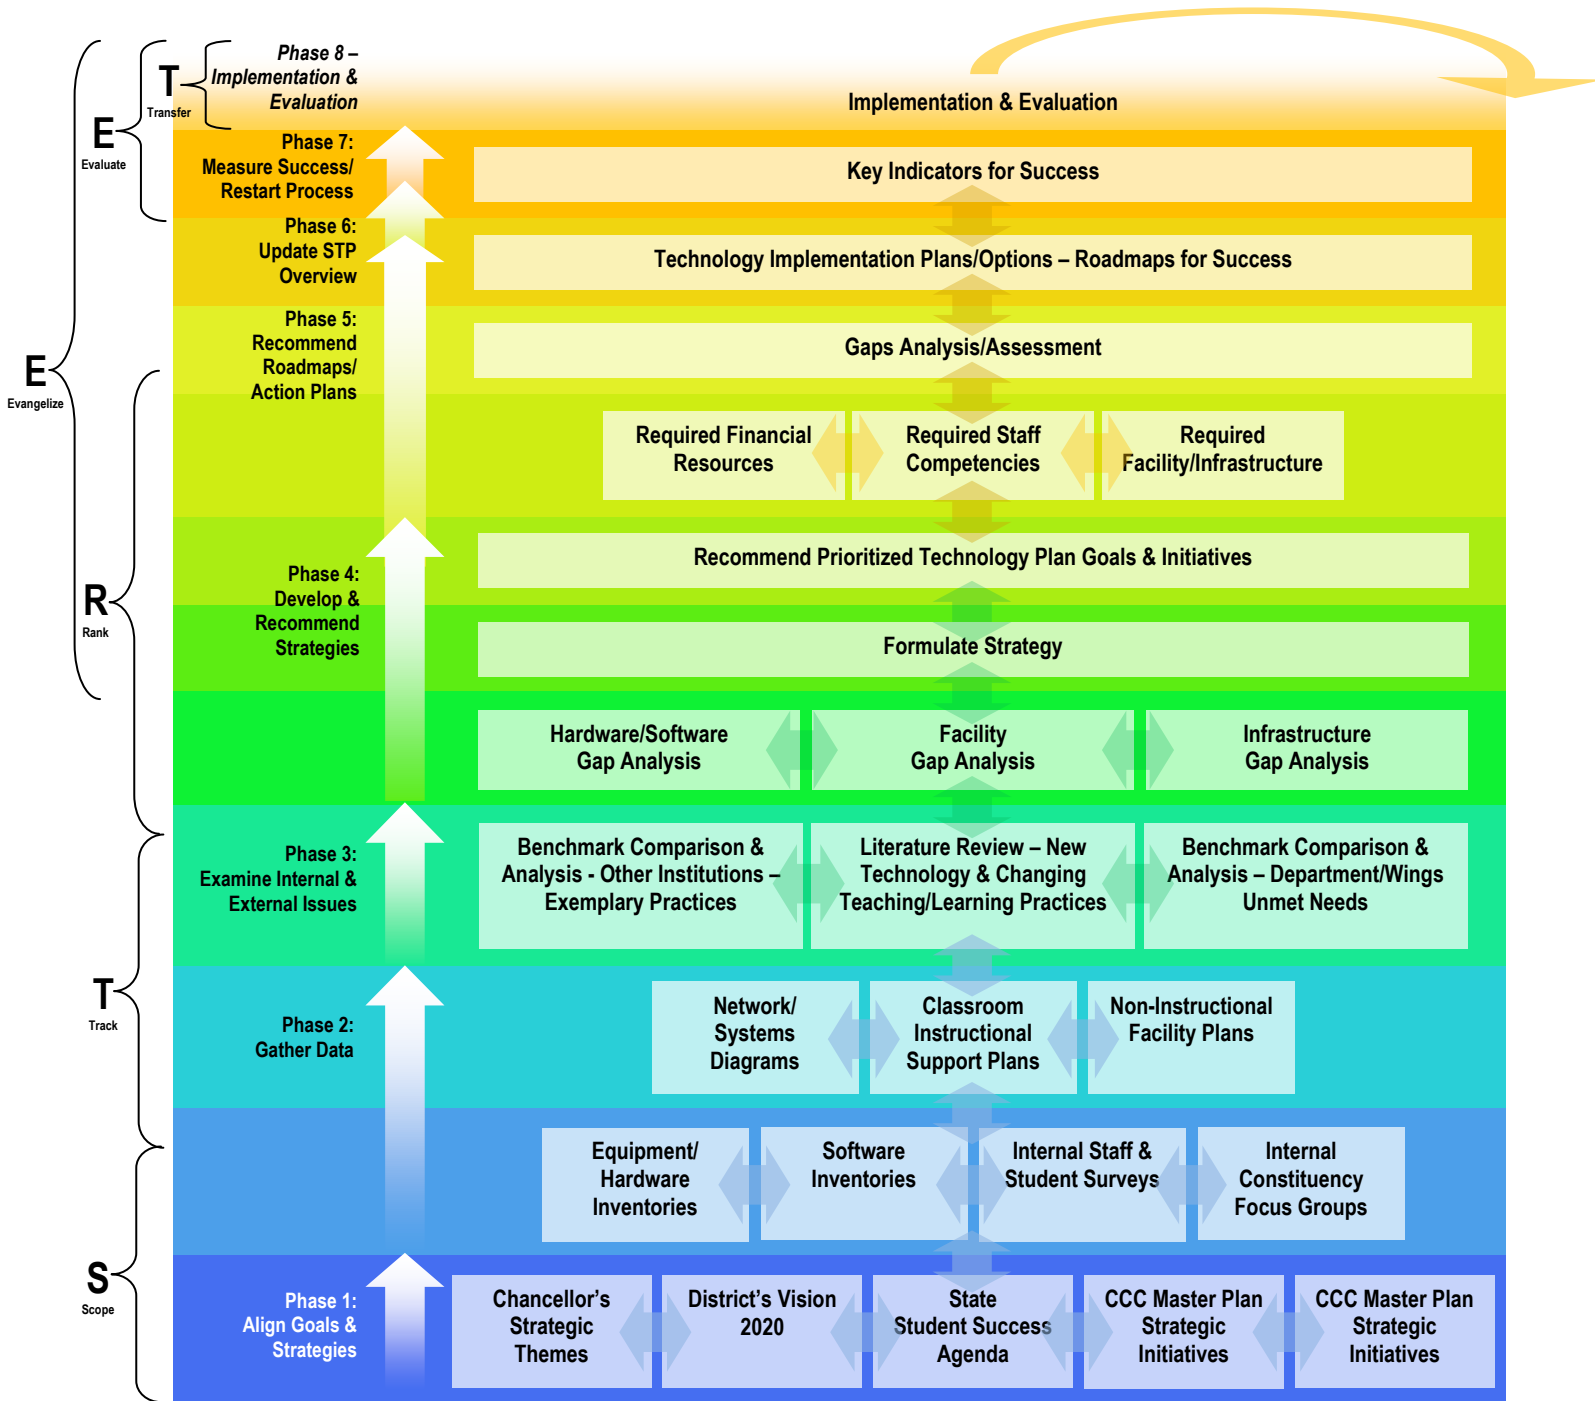 Phase 8 –
Implementation &
Evaluation
T
Transfer
Implementation & Evaluation
E
Evaluate
Phase 7:
Measure Success/
Restart Process
Key Indicators for Success
Phase 6:
Update STP
Overview
Technology Implementation Plans/Options – Roadmaps for Success
Phase 5:
Recommend
Roadmaps/
Action Plans
Gaps Analysis/Assessment
E
Evangelize
Required Financial
Resources
Required Staff
Competencies
Required
Facility/Infrastructure
Recommend Prioritized Technology Plan Goals & Initiatives
Phase 4:
Develop &
Recommend
Strategies
R
Rank
Formulate Strategy
Hardware/Software
Gap Analysis
Facility
Gap Analysis
Infrastructure
Gap Analysis
Phase 3:
Examine Internal &
External Issues
Benchmark Comparison &
Analysis - Other Institutions –
Exemplary Practices
Literature Review – New
Technology & Changing
Teaching/Learning Practices
Benchmark Comparison &
Analysis – Department/Wings
Unmet Needs
T
Track
Phase 2:
Gather Data
Network/
Systems
Diagrams
Classroom
Instructional
Support Plans
Non-Instructional
Facility Plans
Equipment/
Hardware
Inventories
Software
Inventories
Internal Staff &
Student Surveys
Internal
Constituency
Focus Groups
S
Scope
Phase 1:
Align Goals &
Strategies
Chancellor's
Strategic
Themes
District's Vision
2020
State
Student Success
Agenda
CCC Master Plan
Strategic
Initiatives
CCC Master Plan
Strategic
Initiatives